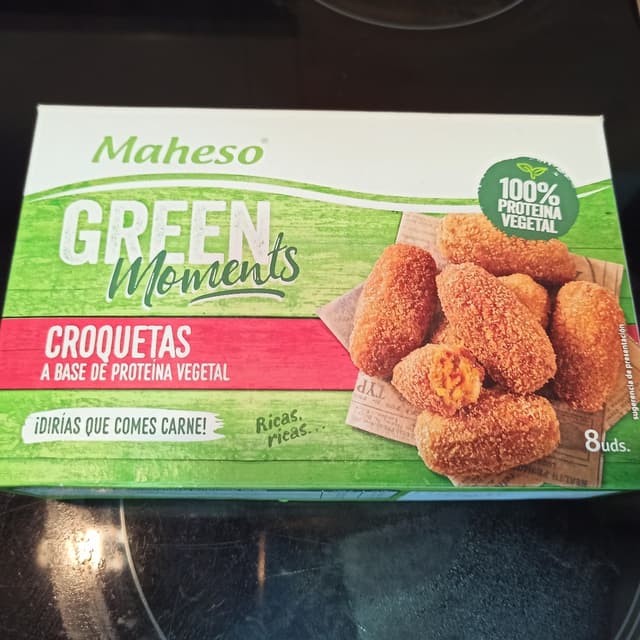 Maheso®
100%
PROTEINA
VEGETAL
GREEN
Moments
CROQUETAS
A BASE DE PROTEÍNA VEGETAL
¡DIRÍAS QUE COMES CARNE!
Ricas,
ricas...
8uds.
sugerencia de presentación